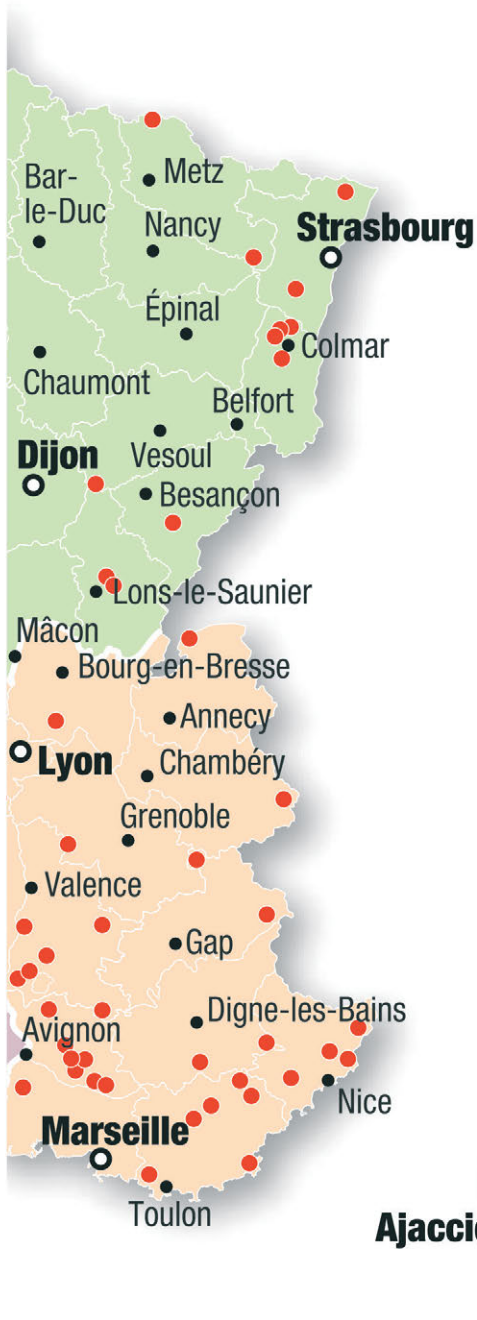 Metz
Bar-
le-Duc
Nancy
Strasbourg
Épinal
Colmar
Chaumont
Belfort
Vesoul
Dijon
Besançon
Lons-le-Saunier
Mâcon
Bourg-en-Bresse
Annecy
Lyon
Chambéry
Grenoble
Valence
Gap
Digne-les-Bains
Avignon
Nice
Marseille
Toulon